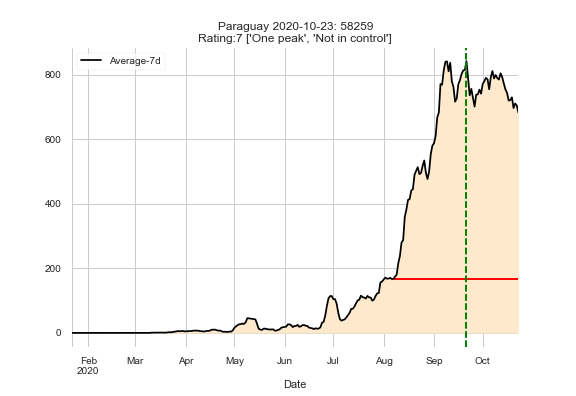 Paraguay 2020-10-23: 58259
Rating:7 ['One peak', 'Not in control']
Average-7d
800
600
400
200
0
Feb Mar Apr May Jun Jul Aug Sep Oct
2020
Date